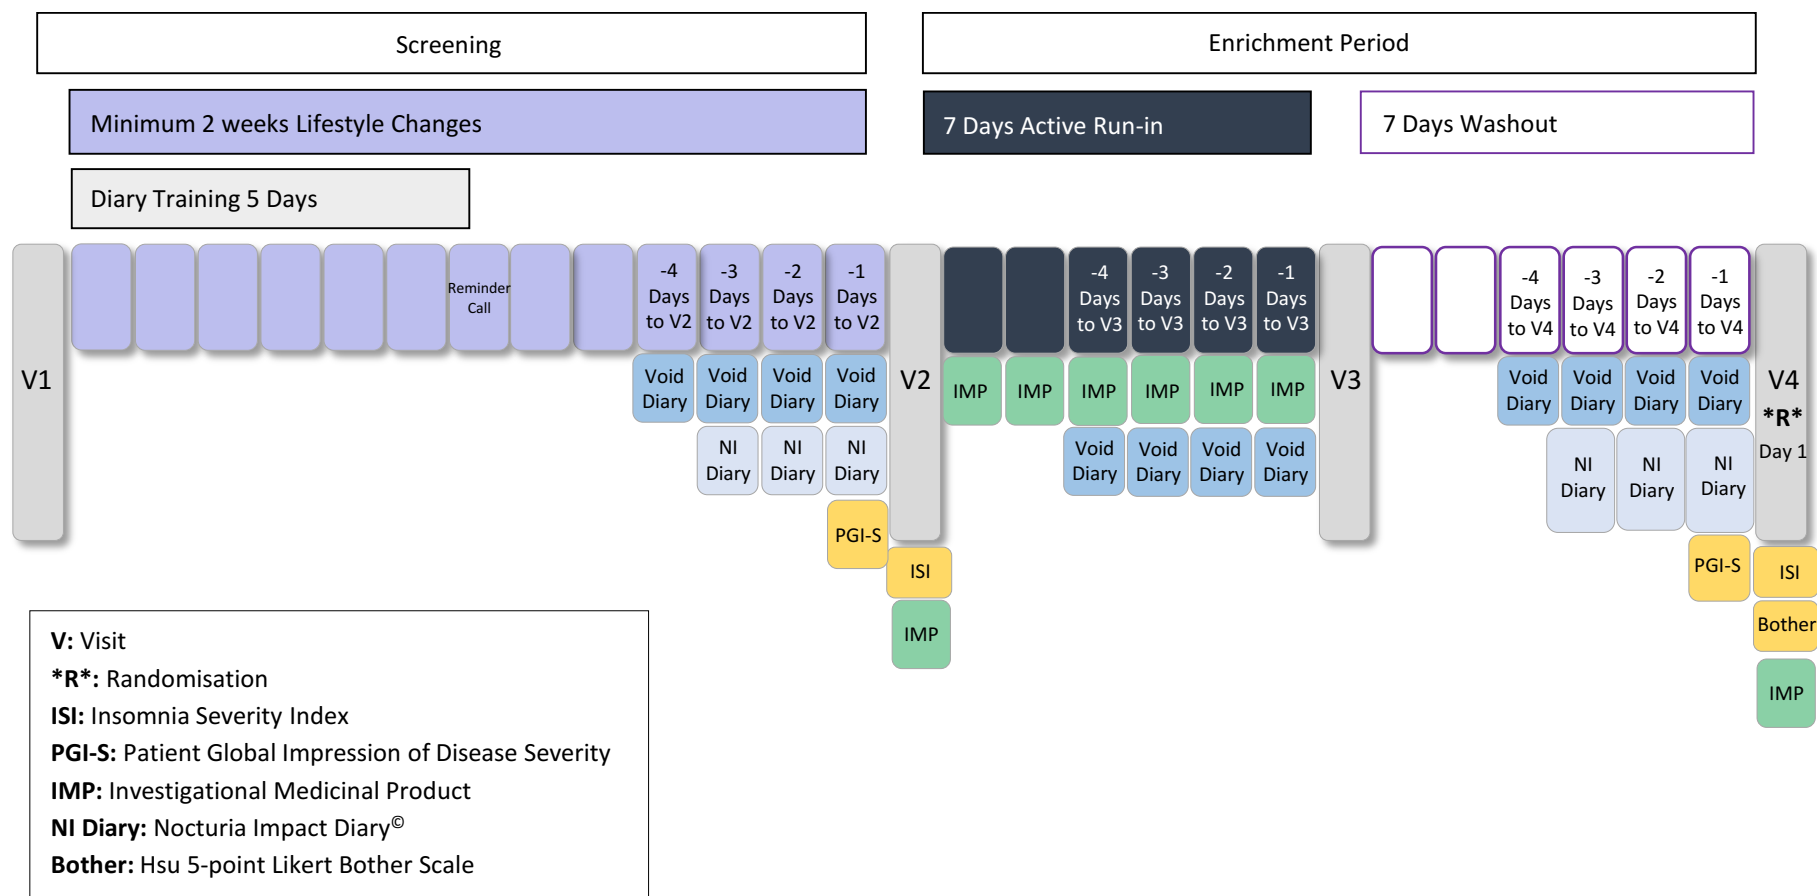 Screening
Enrichment Period
Minimum 2 weeks Lifestyle Changes
7 Days Active Run-in
7 Days Washout
Diary Training 5 Days
V1
Reminder
Call
-4
Days
to V2
-3
Days
to V2
-2
Days
to V2
-1
Days
to V2
V2
-4
Days
to V3
-3
Days
to V3
-2
Days
to V3
-1
Days
to V3
V3
-4
Days
to V4
-3
Days
to V4
-2
Days
to V4
-1
Days
to V4
V4
*R*
Day 1
Void
Diary
Void
Diary
Void
Diary
Void
Diary
IMP
IMP
IMP
IMP
IMP
IMP
Void
Diary
Void
Diary
Void
Diary
Void
Diary
NI
Diary
NI
Diary
NI
Diary
Void
Diary
Void
Diary
Void
Diary
Void
Diary
NI
Diary
NI
Diary
NI
Diary
PGI-S
ISI
IMP
PGI-S
ISI
Bother
IMP
V: Visit
*R*: Randomisation
ISI: Insomnia Severity Index
PGI-S: Patient Global Impression of Disease Severity
IMP: Investigational Medicinal Product
NI Diary: Nocturia Impact Diary©
Bother: Hsu 5-point Likert Bother Scale